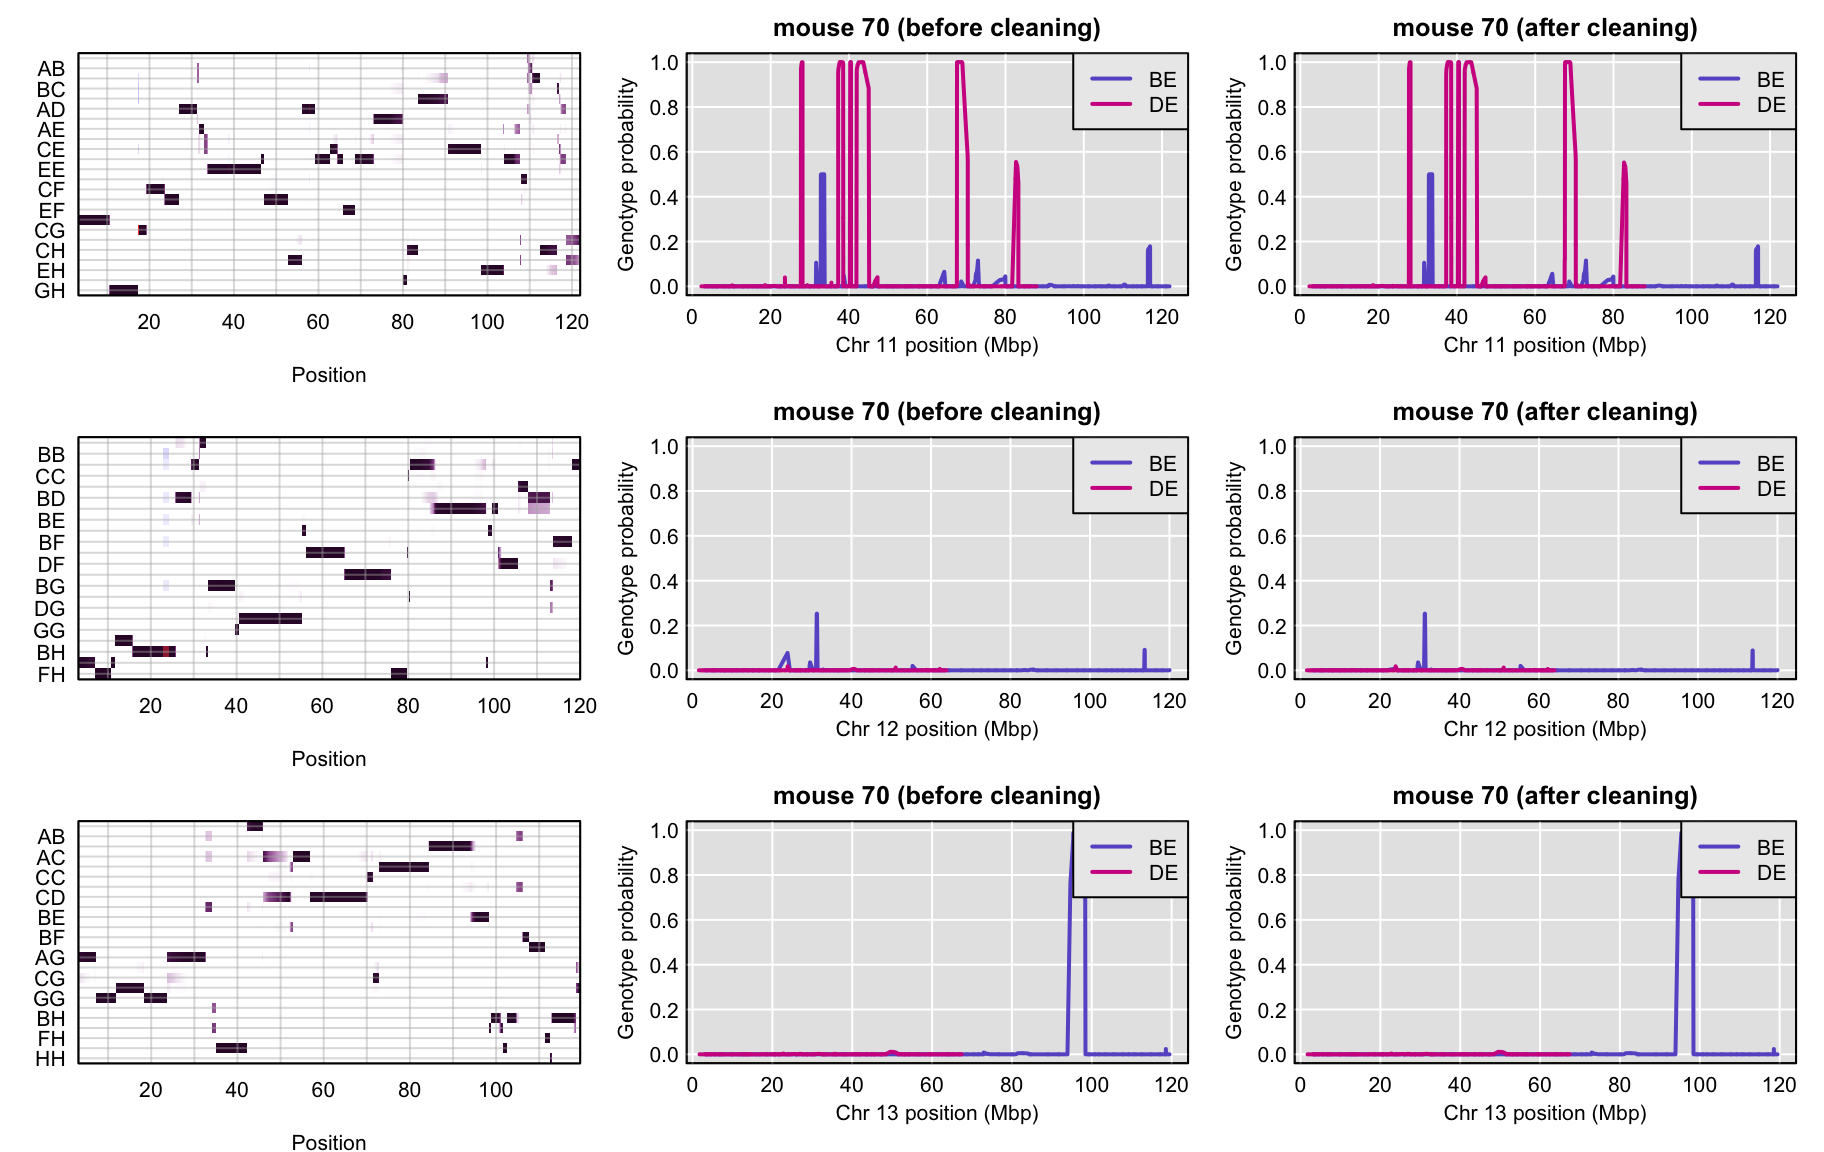 mouse 70 (before cleaning)
mouse 70 (after cleaning)
AB
BC
AD
AE
CE
EE
CF
EF
CG
CH
EH
GH
20 40 60 80 100 120
Position
Genotype probability
1.0
0.8
0.6
0.4
0.2
0.0
BE
DE
0 20 40 60 80 100 120
Chr 11 position (Mbp)
Genotype probability
1.0
0.8
0.6
0.4
0.2
0.0
BE
DE
0 20 40 60 80 100 120
Chr 11 position (Mbp)
mouse 70 (before cleaning)
mouse 70 (after cleaning)
BB
CC
BD
BE
BF
DF
BG
DG
GG
BH
FH
20 40 60 80 100 120
Position
Genotype probability
1.0
0.8
0.6
0.4
0.2
0.0
BE
DE
0 20 40 60 80 100 120
Chr 12 position (Mbp)
Genotype probability
1.0
0.8
0.6
0.4
0.2
0.0
BE
DE
0 20 40 60 80 100 120
Chr 12 position (Mbp)
mouse 70 (before cleaning)
mouse 70 (after cleaning)
AB
AC
CC
CD
BE
BF
AG
CG
GG
BH
FH
HH
20 40 60 80 100
Position
Genotype probability
1.0
0.8
0.6
0.4
0.2
0.0
BE
DE
0 20 40 60 80 100 120
Chr 13 position (Mbp)
Genotype probability
1.0
0.8
0.6
0.4
0.2
0.0
BE
DE
0 20 40 60 80 100 120
Chr 13 position (Mbp)